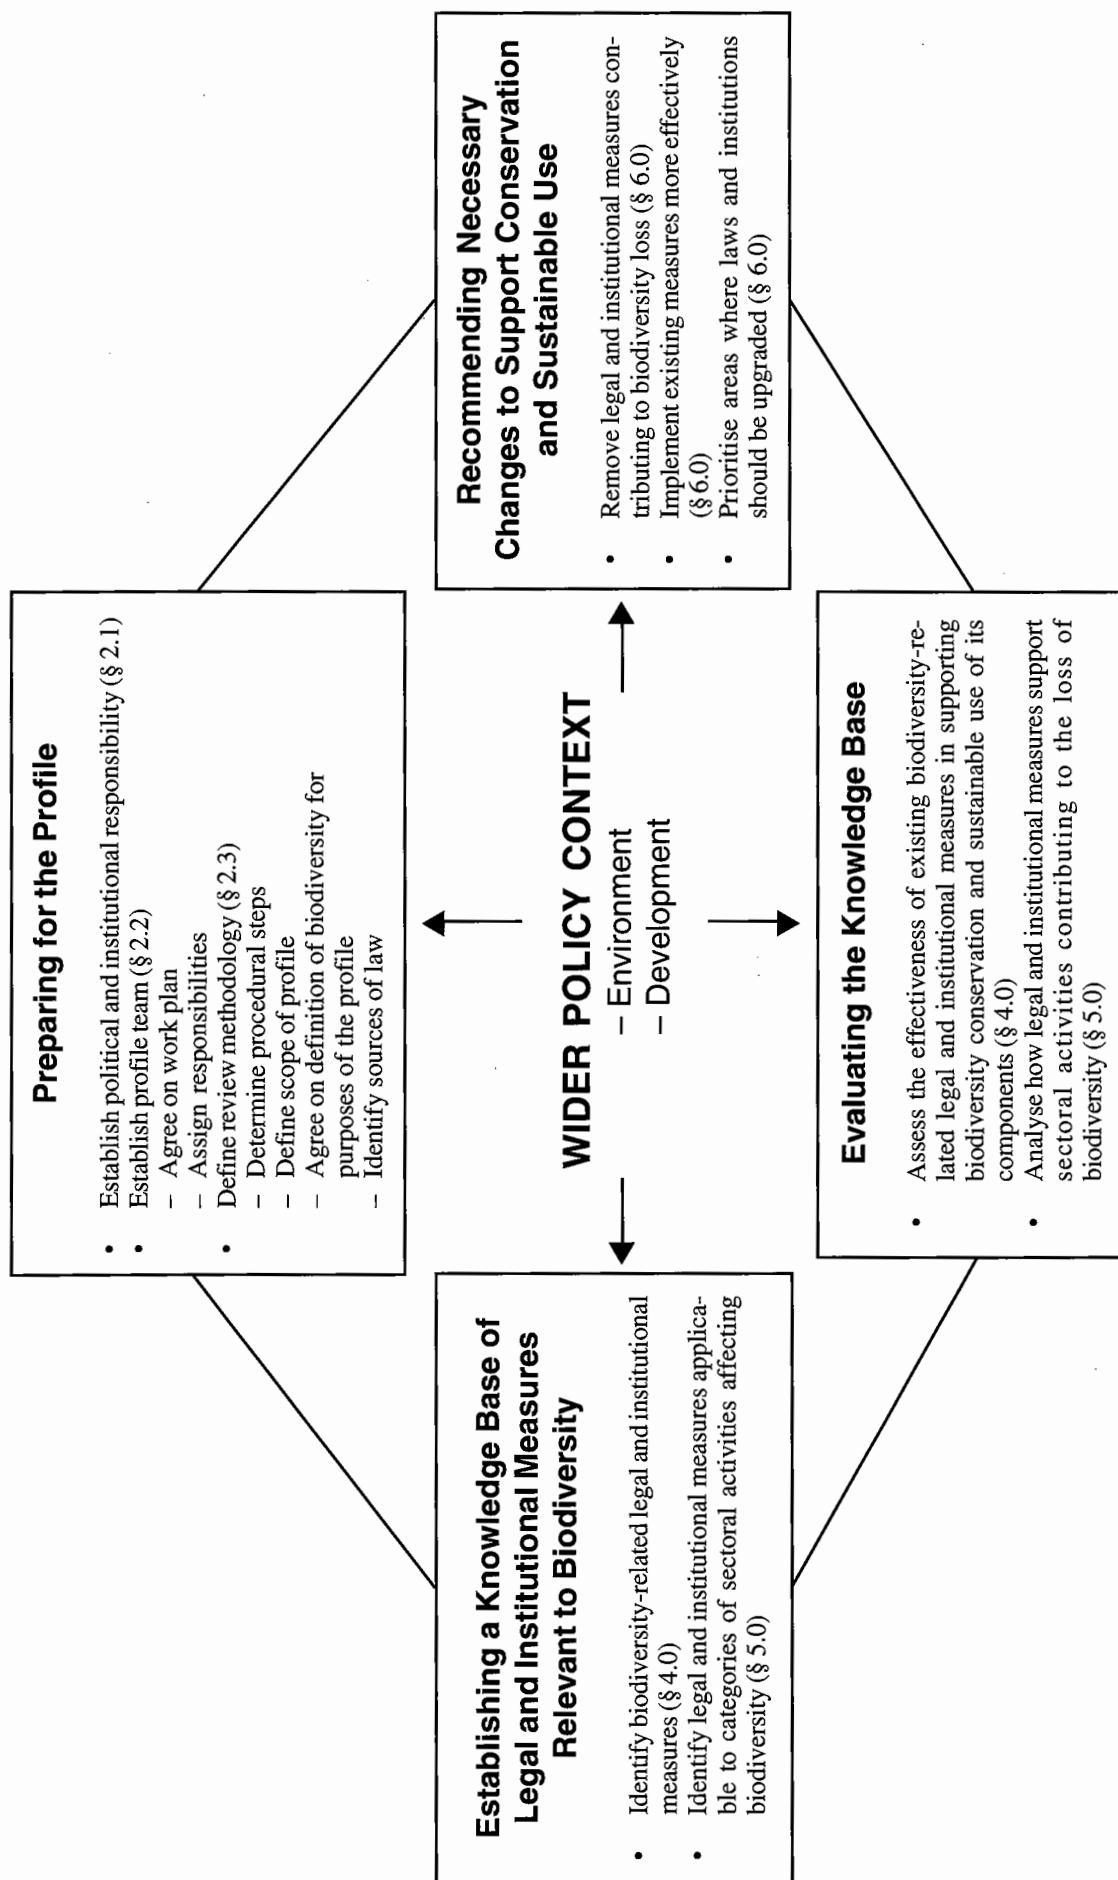 Preparing for the Profile
• Establish political and institutional responsibility (§ 2.1)
• Establish profile team (§ 2.2)
– Agree on work plan
– Assign responsibilities
• Define review methodology (§ 2.3)
– Determine procedural steps
– Define scope of profile
– Agree on definition of biodiversity for
purposes of the profile
– Identify sources of law
Establishing a Knowledge Base of
Legal and Institutional Measures
Relevant to Biodiversity
• Identify biodiversity-related legal and institutional
measures (§ 4.0)
• Identify legal and institutional measures applica-
ble to categories of sectoral activities affecting
biodiversity (§ 5.0)
WIDER POLICY CONTEXT
– Environment
– Development
Recommending Necessary
Changes to Support Conservation
and Sustainable Use
• Remove legal and institutional measures con-
tributing to biodiversity loss (§ 6.0)
• Implement existing measures more effectively
(§ 6.0)
• Prioritise areas where laws and institutions
should be upgraded (§ 6.0)
Evaluating the Knowledge Base
• Assess the effectiveness of existing biodiversity-re-
lated legal and institutional measures in supporting
biodiversity conservation and sustainable use of its
components (§ 4.0)
• Analyse how legal and institutional measures support
sectoral activities contributing to the loss of
biodiversity (§ 5.0)